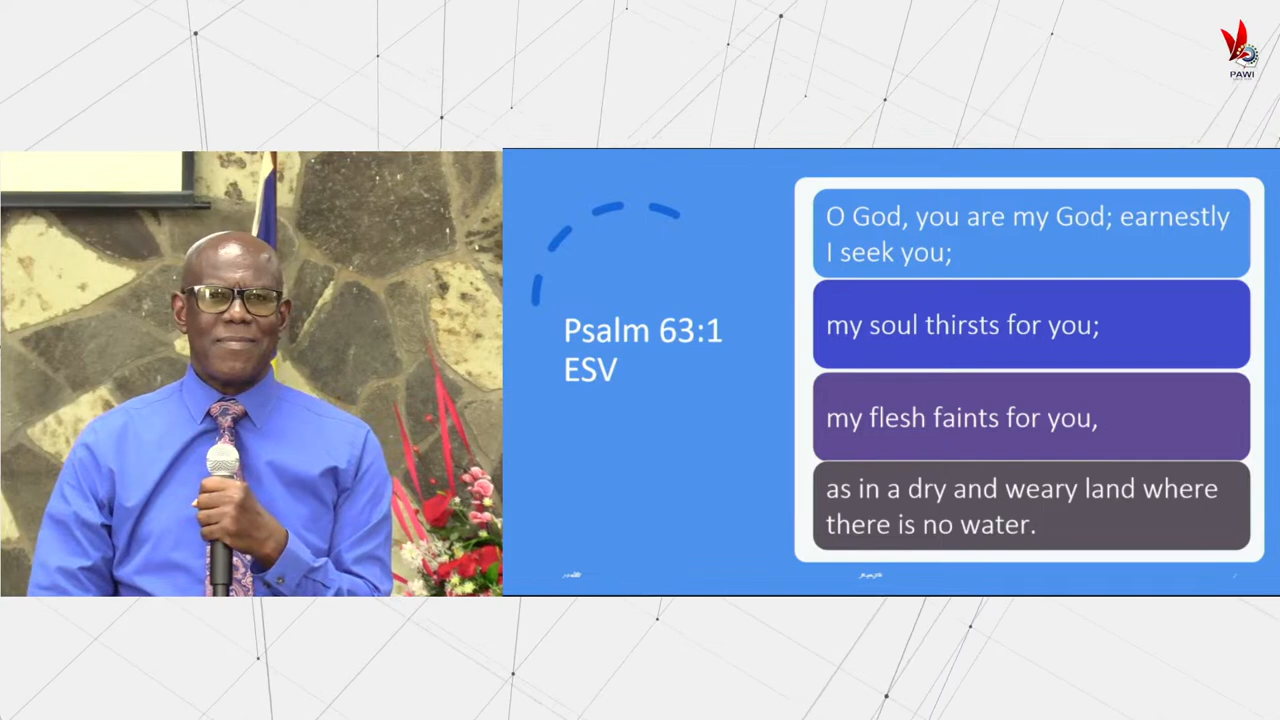 PAWI
Psalm 63:1
ESV
O God, you are my God; earnestly
I seek you;
my soul thirsts for you;
my flesh faints for you,
as in a dry and weary land where
there is no water.